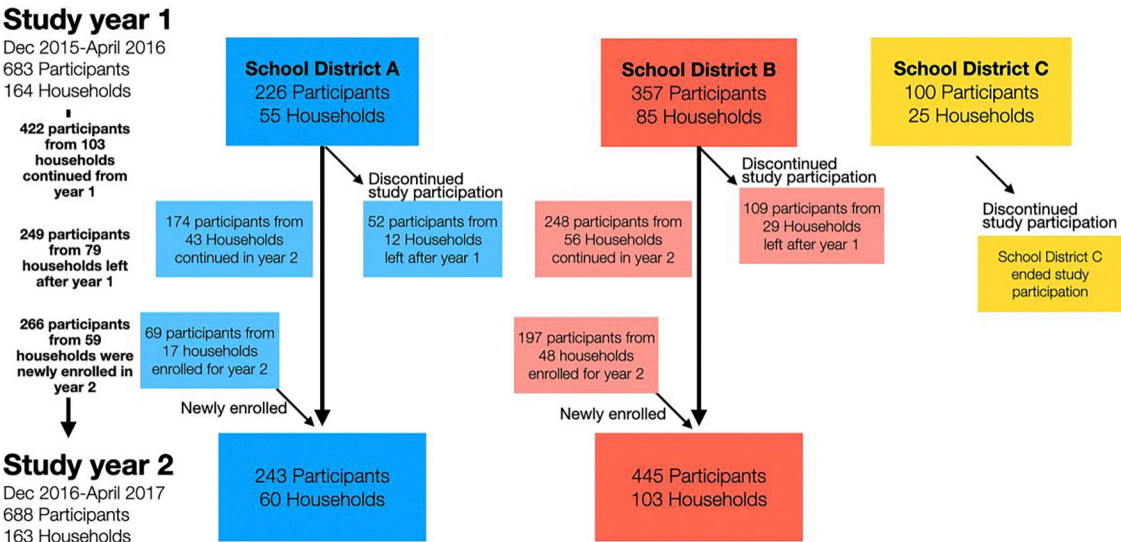 Study year 1
Dec 2015-April 2016
683 Participants
164 Households
422 participants
from 103
households
continued from
year 1
249 participants
from 79
households left
after year 1
266 participants
from 59
households were
newly enrolled in
year 2
Study year 2
Dec 2016-April 2017
688 Participants
163 Households
School District A
226 Participants
55 Households
Discontinued
study participation
174 participants from
43 Households
continued in year 2
52 participants from
12 Households
left after year 1
69 participants from
17 households
enrolled for year 2
Newly enrolled
243 Participants
60 Households
School District B
357 Participants
85 Households
Discontinued
study participation
248 participants from
56 Households
continued in year 2
109 participants from
29 Households
left after year 1
197 participants from
48 households
enrolled for year 2
Newly enrolled
445 Participants
103 Households
School District C
100 Participants
25 Households
Discontinued
study participation
School District C
ended study
participation